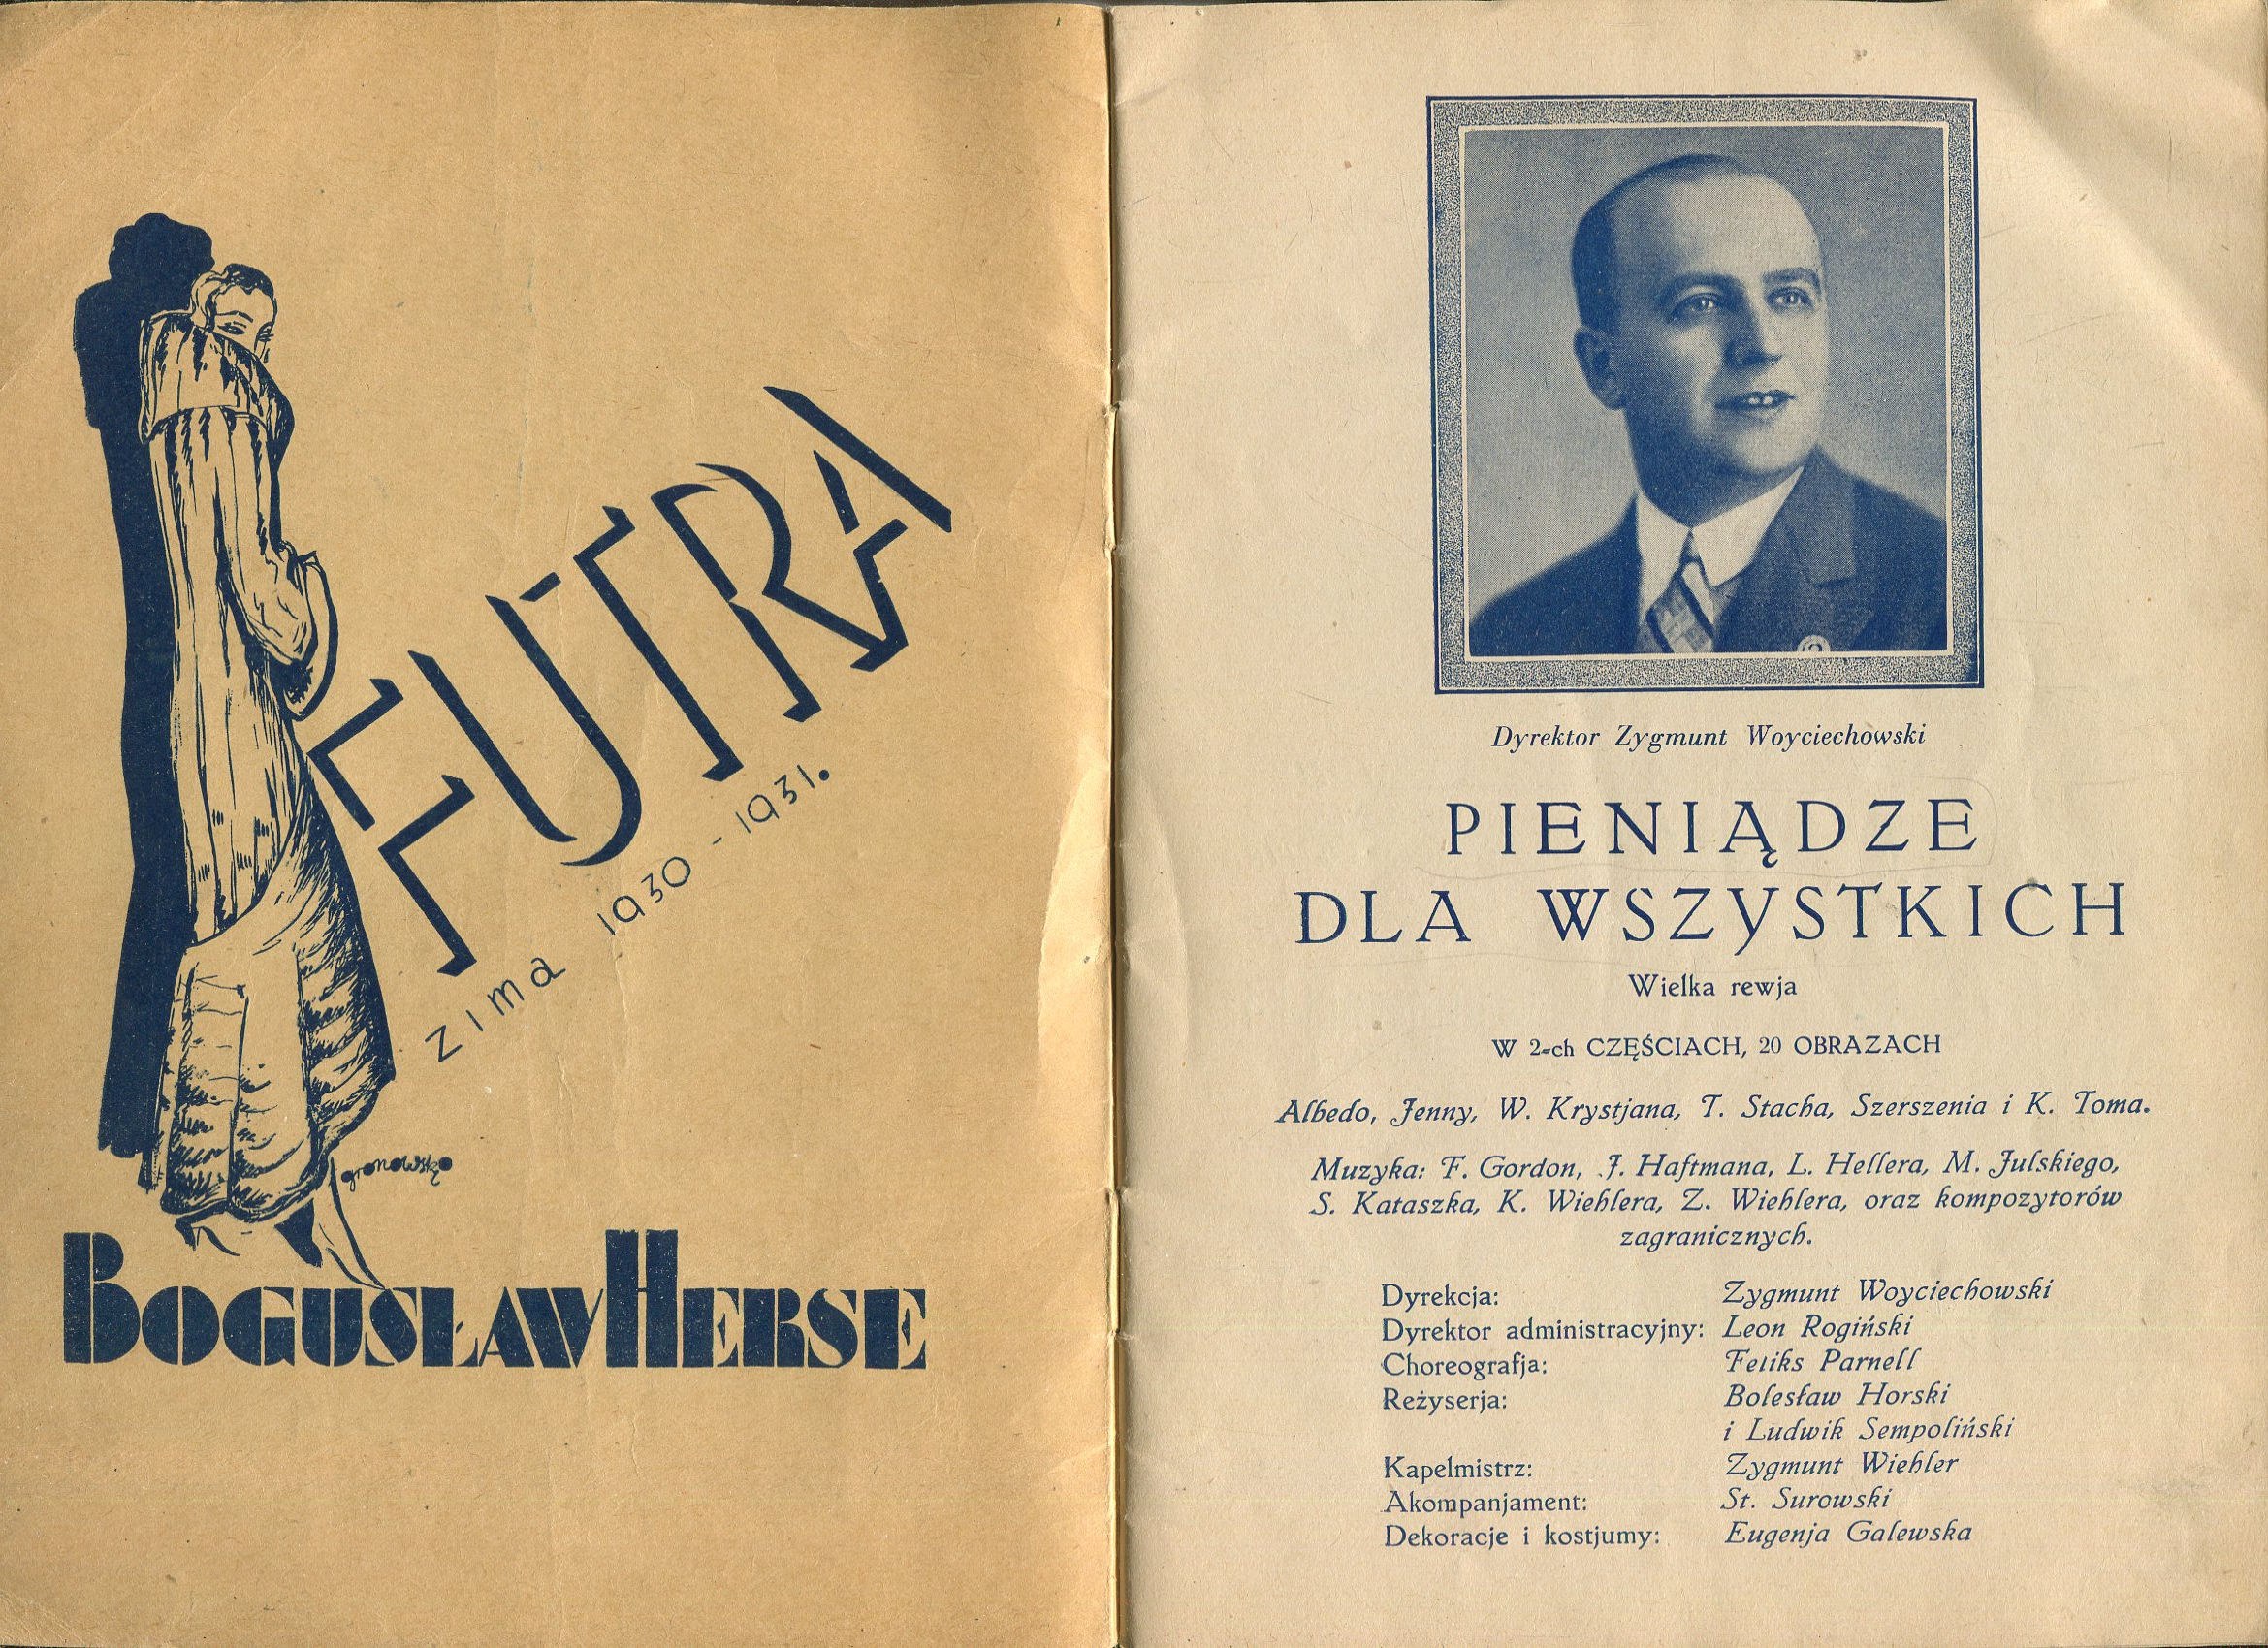 FUTRA
zima 1930 - 1931.
gronowski
BOGUSŁAW HERSE
Dyrektor Zygmunt Woyciechowski
PIENIĄDZE
DLA WSZYSTKICH
Wielka rewja
W 2-ch CZĘŚCIACH, 20 OBRAZACH
Albedo, Jenny, W. Krystjana, T. Stacha, Szerszenia i K. Toma.
Muzyka: F. Gordon, J. Haftmana, L. Hellera, M. Julskiego,
S. Kataszka, K. Wiehlera, Z. Wiehlera, oraz kompozytorów
zagranicznych.
Dyrekcja: Zygmunt Woyciechowski
Dyrektor administracyjny: Leon Rogiński
Choreografja: Feliks Parnell
Reżyserja: Bolesław Horski
i Ludwik Sempoliński
Kapelmistrz: Zygmunt Wiehler
Akompanjament: St. Surowski
Dekoracje i kostjumy: Eugenja Galewska